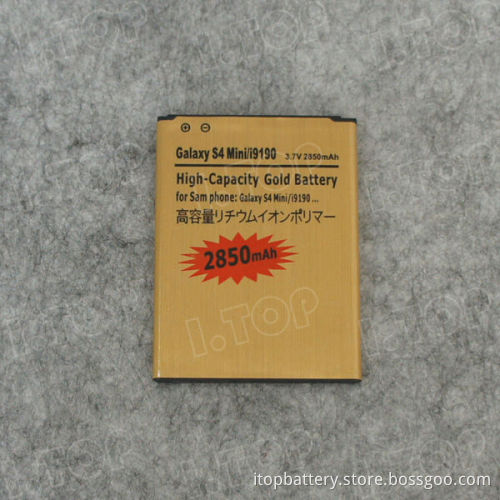 Galaxy S4 Mini/i9190 3.7V 2850mAh
High-Capacity Gold Battery
for Sam phone: Galaxy S4 Mini/i9190 ...
高容量リチウムイオンポリマー
2850mAh
I.TOP
itopbattery.store.bossgoo.com